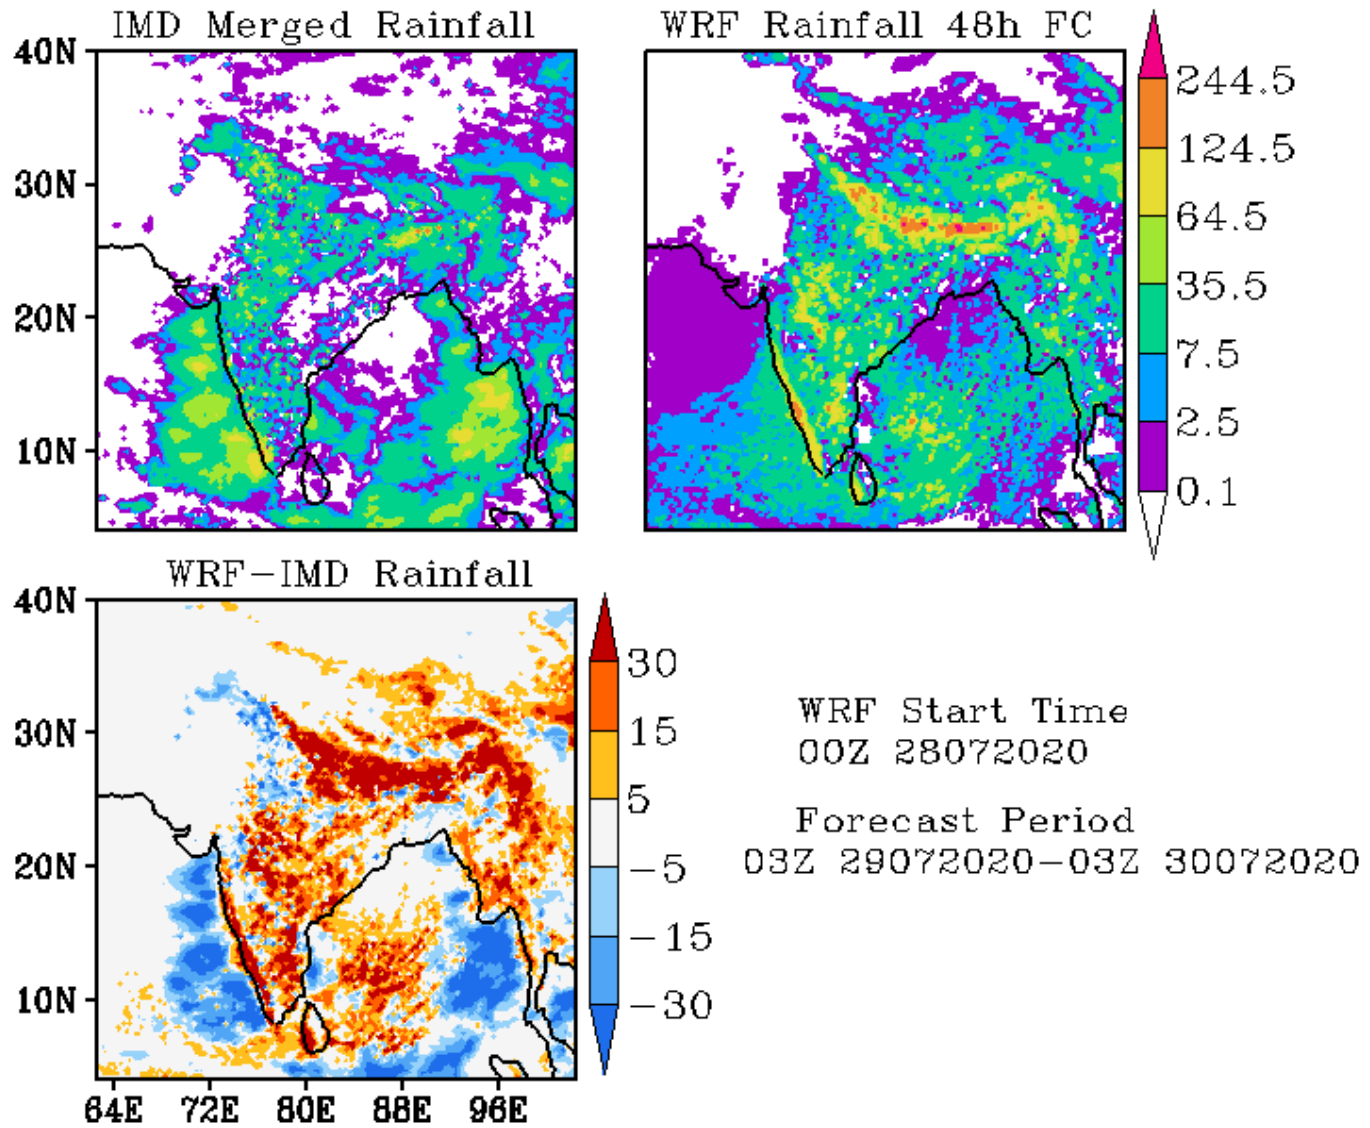 IMD Merged Rainfall
WRF Rainfall 48h FC
40N
30N
20N
10N
244.5
124.5
64.5
35.5
7.5
2.5
0.1
WRF-IMD Rainfall
40N
30N
20N
10N
64E 72E 80E 88E 96E
30
15
5
-5
-15
-30
WRF Start Time
00Z 28072020
Forecast Period
03Z 29072020-03Z 30072020